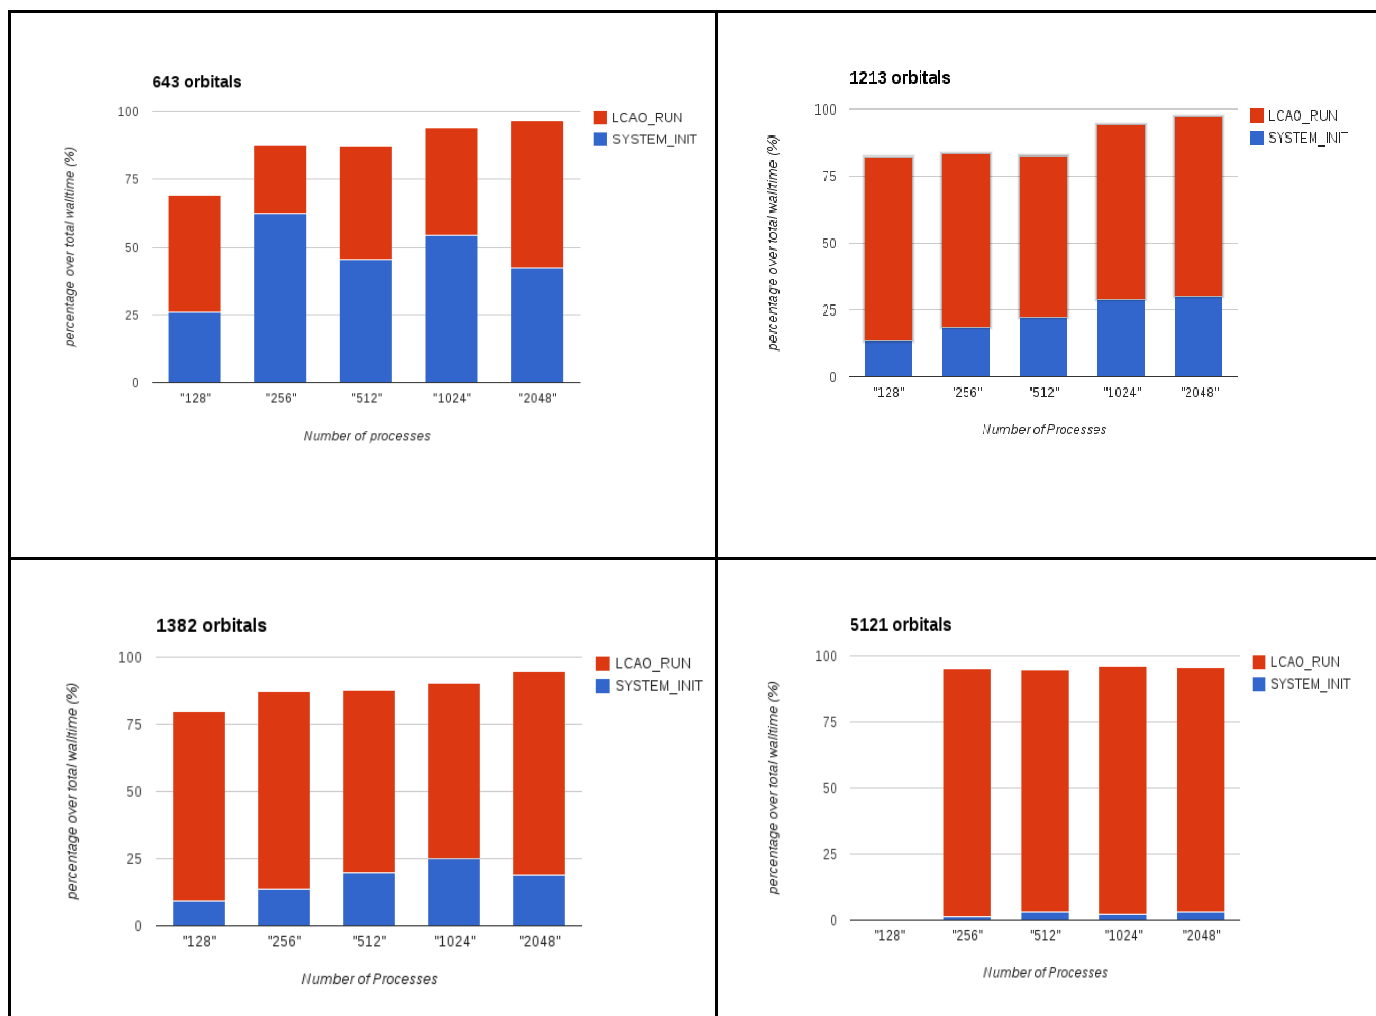 643 orbitals
100
75
50
25
0
percentage over total walltime (%)
"128" "256" "512" "1024" "2048"
Number of processes
LCAO_RUN
SYSTEM_INIT
1213 orbitals
100
75
50
25
0
percentage over total walltime (%)
"128" "256" "512" "1024" "2048"
Number of Processes
LCAO_RUN
SYSTEM_INIT
1382 orbitals
100
75
50
25
0
percentage over total walltime (%)
"128" "256" "512" "1024" "2048"
Number of Processes
LCAO_RUN
SYSTEM_INIT
5121 orbitals
100
75
50
25
0
percentage over total walltime (%)
"128" "256" "512" "1024" "2048"
Number of Processes
LCAO_RUN
SYSTEM_INIT